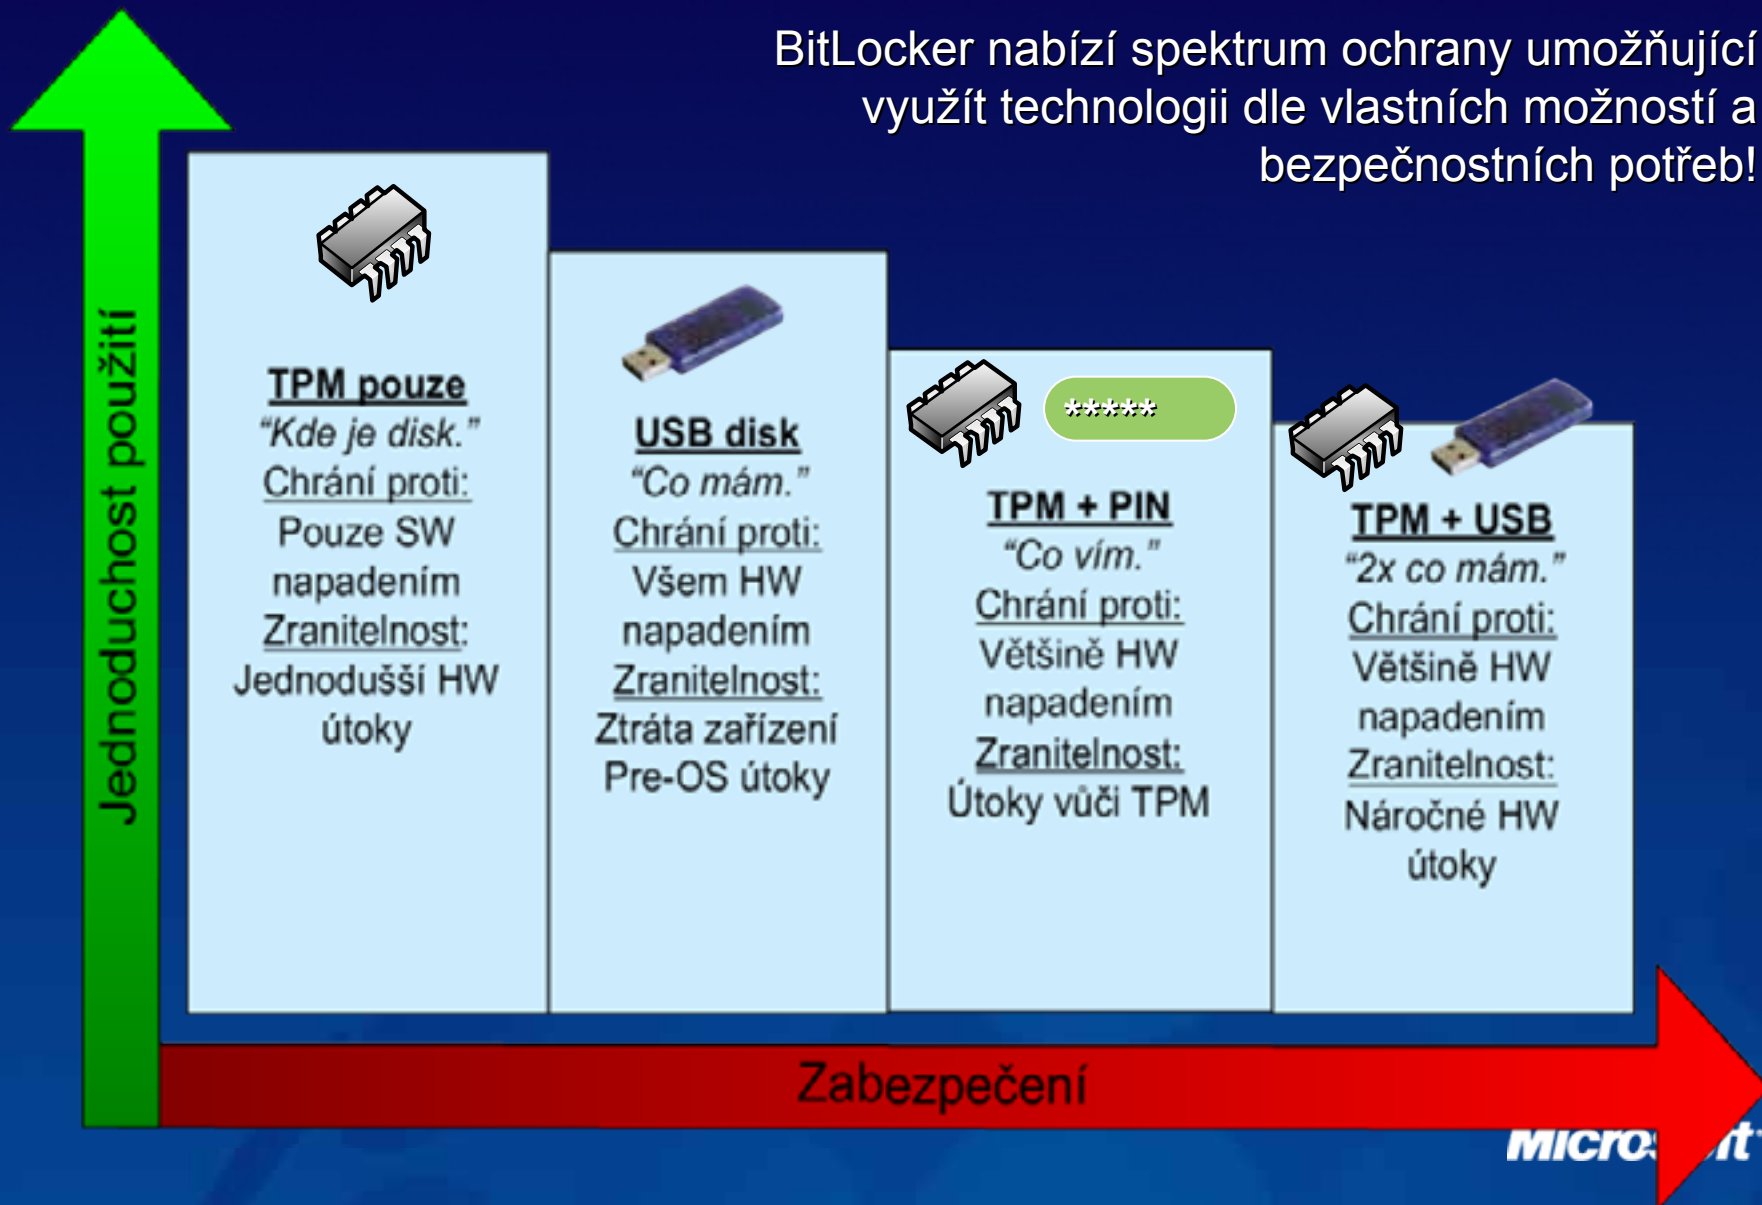 BitLocker nabízí spektrum ochrany umožňující
využít technologii dle vlastních možností a
bezpečnostních potřeb!
Jednoduchost použití
TPM pouze
“Kde je disk.”
Chrání proti:
Pouze SW
napadením
Zranitelnost:
Jednodušší HW
útoky
USB disk
“Co mám.”
Chrání proti:
Všem HW
napadením
Zranitelnost:
Ztráta zařízení
Pre-OS útoky
*****
TPM + PIN
“Co vím.”
Chrání proti:
Většině HW
napadením
Zranitelnost:
Útoky vůči TPM
TPM + USB
“2x co mám.”
Chrání proti:
Většině HW
napadením
Zranitelnost:
Náročné HW
útoky
Zabezpečení